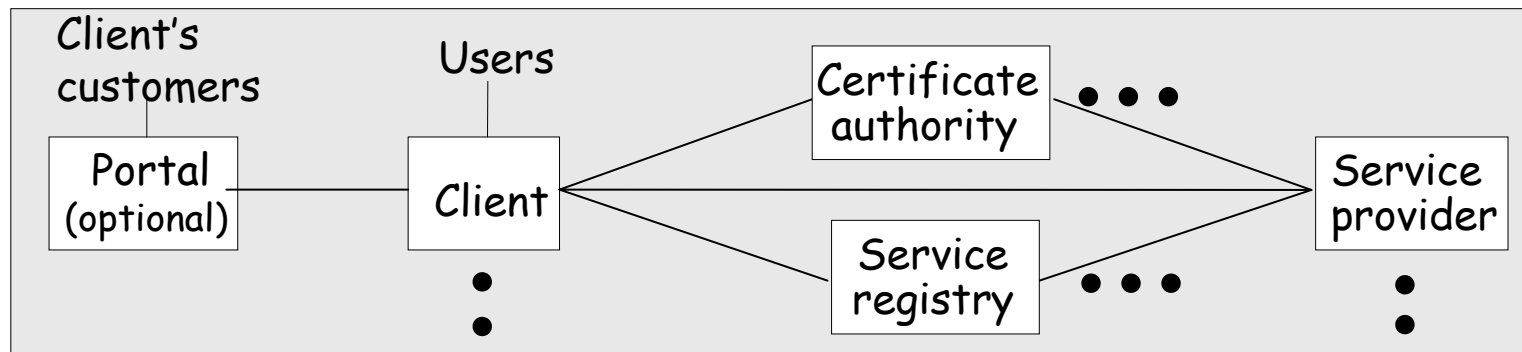 Client's
customers
Users
Portal
(optional)
Client
Certificate
authority
Service
registry
Service
provider